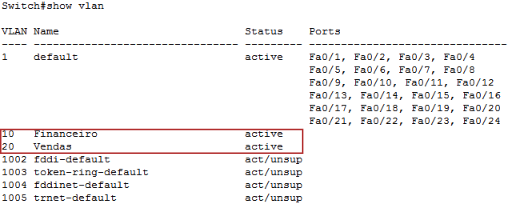 Switch#show vlan
VLAN Name Status Ports
---- -------------------------------- --------- -------------------------------
1 default active Fa0/1, Fa0/2, Fa0/3, Fa0/4
Fa0/5, Fa0/6, Fa0/7, Fa0/8
Fa0/9, Fa0/10, Fa0/11, Fa0/12
Fa0/13, Fa0/14, Fa0/15, Fa0/16
Fa0/17, Fa0/18, Fa0/19, Fa0/20
Fa0/21, Fa0/22, Fa0/23, Fa0/24
10 Financeiro active
20 Vendas active
1002 fddi-default act/unsup
1003 token-ring-default act/unsup
1004 fddinet-default act/unsup
1005 trnet-default act/unsup